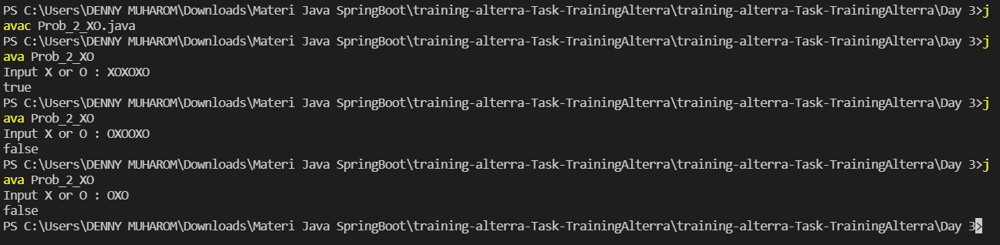 PS C:\Users\DENNY MUHAROM\Downloads\Materi Java SpringBoot\training-alterra-Task-TrainingAlterra\training-alterra-Task-TrainingAlterra\Day 3>j
avac Prob_2_XO.java
PS C:\Users\DENNY MUHAROM\Downloads\Materi Java SpringBoot\training-alterra-Task-TrainingAlterra\training-alterra-Task-TrainingAlterra\Day 3>j
ava Prob_2_XO
Input X or O : XOXOXO
true
PS C:\Users\DENNY MUHAROM\Downloads\Materi Java SpringBoot\training-alterra-Task-TrainingAlterra\training-alterra-Task-TrainingAlterra\Day 3>j
ava Prob_2_XO
Input X or O : OXOOXO
false
PS C:\Users\DENNY MUHAROM\Downloads\Materi Java SpringBoot\training-alterra-Task-TrainingAlterra\training-alterra-Task-TrainingAlterra\Day 3>j
ava Prob_2_XO
Input X or O : OXO
false
PS C:\Users\DENNY MUHAROM\Downloads\Materi Java SpringBoot\training-alterra-Task-TrainingAlterra\training-alterra-Task-TrainingAlterra\Day 3>